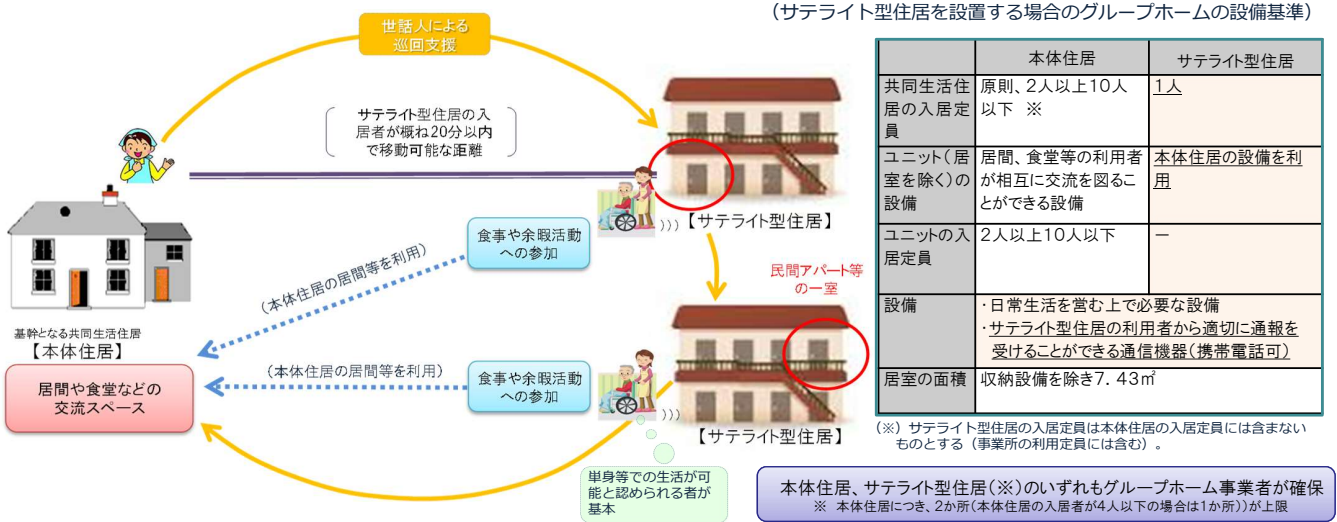 (サテライト型住居を設置する場合のグループホームの設備基準)
世話人による
巡回支援
サテライト型住居の入
居者が概ね20分以内
で移動可能な距離
【サテライト型住居】
食事や余暇活動
への参加
(本体住居の居間等を利用)
民間アパート等
の一室
基幹となる共同生活住居
【本体住居】
居間や食堂などの
交流スペース
(本体住居の居間等を利用)
食事や余暇活動
への参加
【サテライト型住居】
単身等での生活が可
能と認められる者が
基本
本体住居 サテライト型住居
共同生活住
居の入居定
員
原則、2人以上10人
以下 ※
1人
ユニット(居
室を除く)の
設備
居間、食堂等の利用者
が相互に交流を図るこ
とができる設備
本体住居の設備を利
用
ユニットの入
居定員
2人以上10人以下
-
設備
・日常生活を営む上で必要な設備
・サテライト型住居の利用者から適切に通報を
受けることができる通信機器(携帯電話可)
居室の面積
収納設備を除き7.43㎡
(※)サテライト型住居の入居定員は本体住居の入居定員には含まない
ものとする(事業所の利用定員には含む)。
本体住居、サテライト型住居(※)のいずれもグループホーム事業者が確保
※ 本体住居につき、2か所(本体住居の入居者が4人以下の場合は1か所))が上限